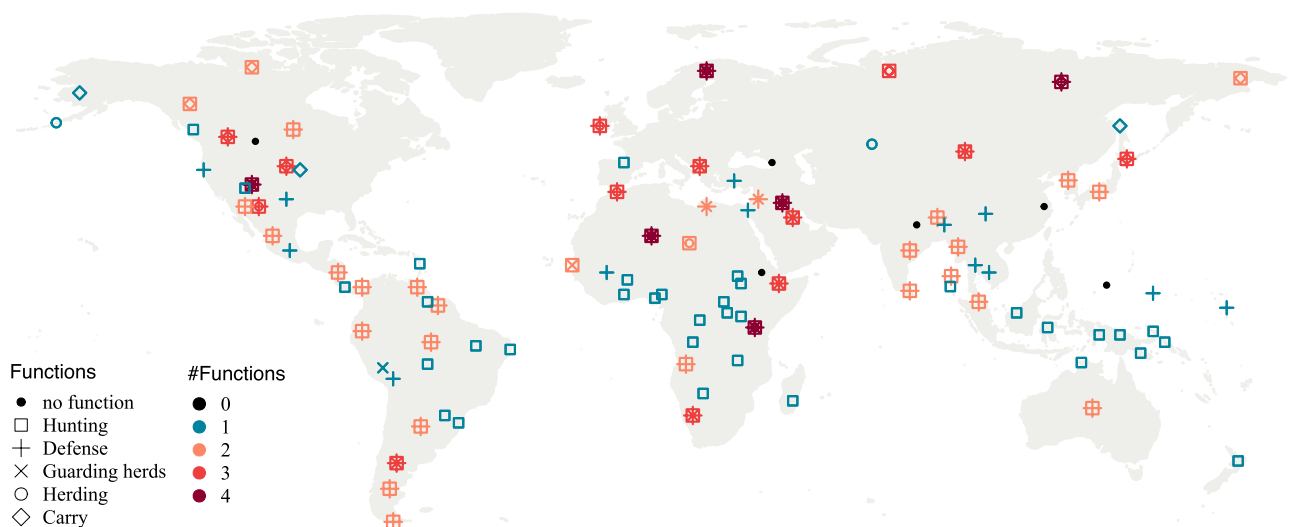 Functions
no function
Hunting
Defense
Guarding herds
Herding
Carry
#Functions
0
1
2
3
4